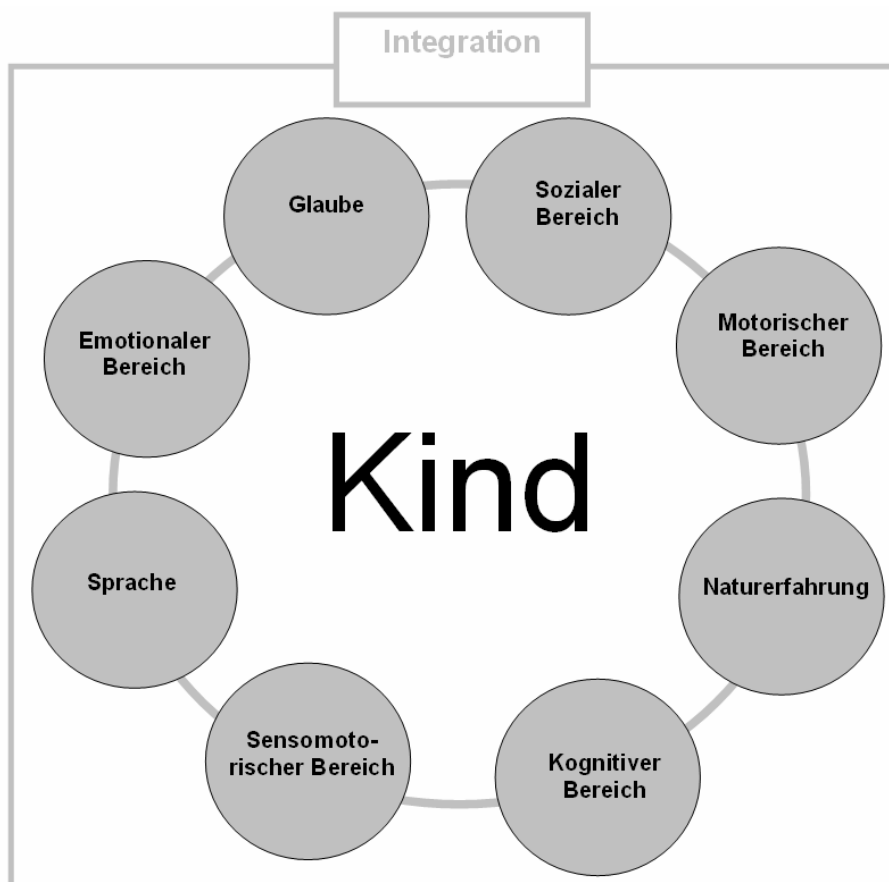 Integration
Glaube
Sozialer
Bereich
Motorischer
Bereich
Naturerfahrung
Kognitiver
Bereich
Sensomoto-
rischer Bereich
Sprache
Emotionaler
Bereich
Kind